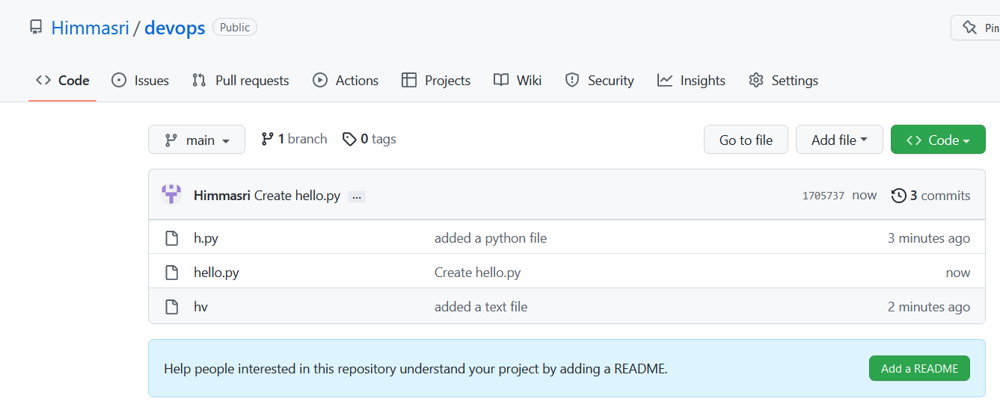 Himmasri / devops Public Pin
Code Issues Pull requests Actions Projects Wiki Security Insights Settings
main 1 branch 0 tags Go to file Add file Code
Himmasri Create hello.py ... 1705737 now 3 commits
h.py added a python file 3 minutes ago
hello.py Create hello.py now
hv added a text file 2 minutes ago
Help people interested in this repository understand your project by adding a README. Add a README